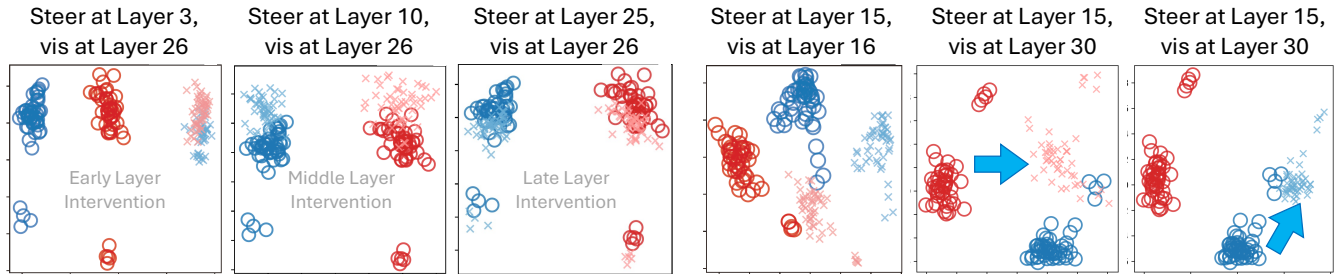 Steer at Layer 3,
vis at Layer 26
Early Layer
Intervention
Steer at Layer 10,
vis at Layer 26
Middle Layer
Intervention
Steer at Layer 25,
vis at Layer 26
Late Layer
Intervention
Steer at Layer 15,
vis at Layer 16
Steer at Layer 15,
vis at Layer 30
Steer at Layer 15,
vis at Layer 30